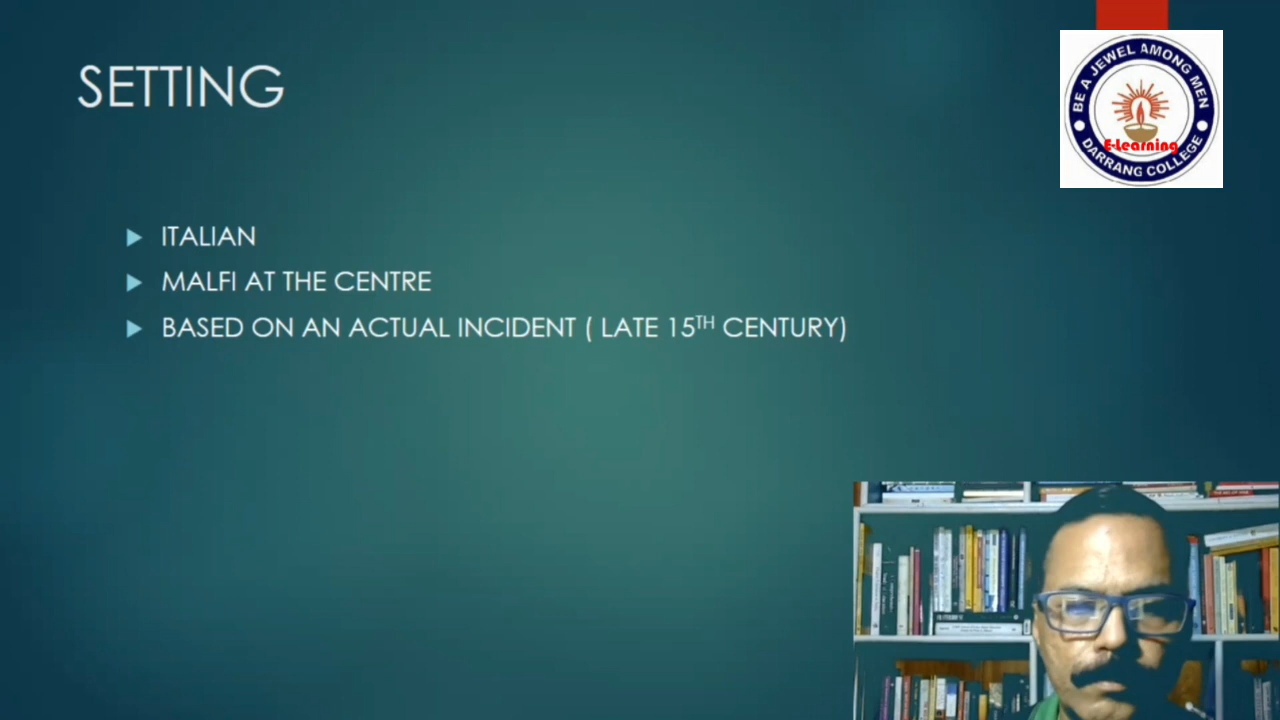 SETTING
BE A JEWEL AMONG MEN
E-Learning
DARRANG COLLEGE
ITALIAN
MALFI AT THE CENTRE
BASED ON AN ACTUAL INCIDENT ( LATE 15TH CENTURY)